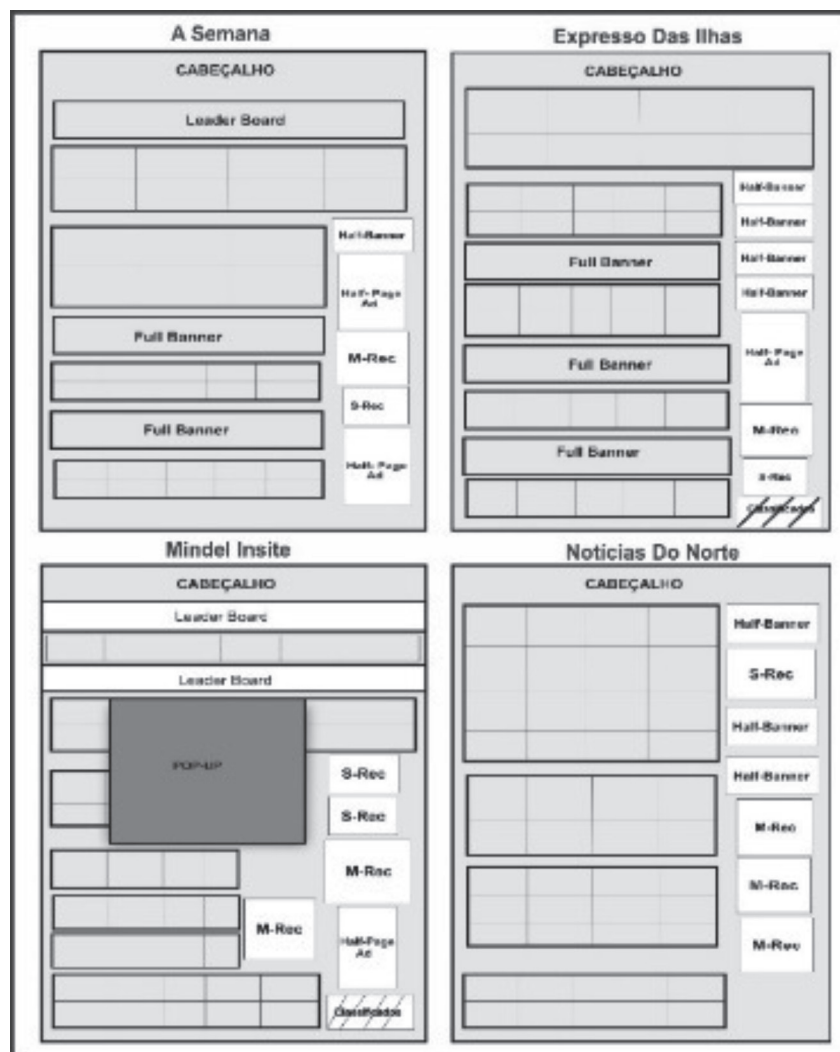 A Semana
CABEÇALHO
Leader Board
Half-Banner
Half- Page
Ad
Full Banner
M-Rec
S-Rec
Full Banner
Half- Page
Ad
Expresso Das Ilhas
CABEÇALHO
Half-Banner
Half-Banner
Full Banner
Half-Banner
Half-Banner
Half- Page
Ad
Full Banner
M-Rec
Full Banner
S-Rec
Classificados
Mindel Insite
CABEÇALHO
Leader Board
Leader Board
POP-UP
S-Rec
S-Rec
M-Rec
M-Rec
Half-Page
Ad
Classificados
Noticias Do Norte
CABEÇALHO
Half-Banner
S-Rec
Half-Banner
Half-Banner
M-Rec
M-Rec
M-Rec